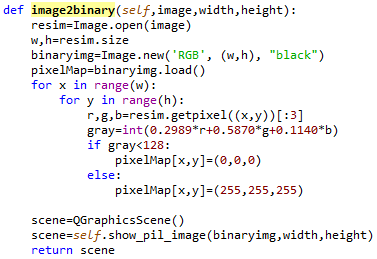 def image2binary(self,image,width,height):
    resim=Image.open(image)
    w,h=resim.size
    binaryimg=Image.new('RGB', (w,h), "black")
    pixelMap=binaryimg.load()
    for x in range(w):
        for y in range(h):
            r,g,b=resim.getpixel((x,y))[:3]
            gray=int(0.2989*r+0.5870*g+0.1140*b)
            if gray<128:
                pixelMap[x,y]=(0,0,0)
            else:
                pixelMap[x,y]=(255,255,255)
    scene=QGraphicsScene()
    scene=self.show_pil_image(binaryimg,width,height)
    return scene